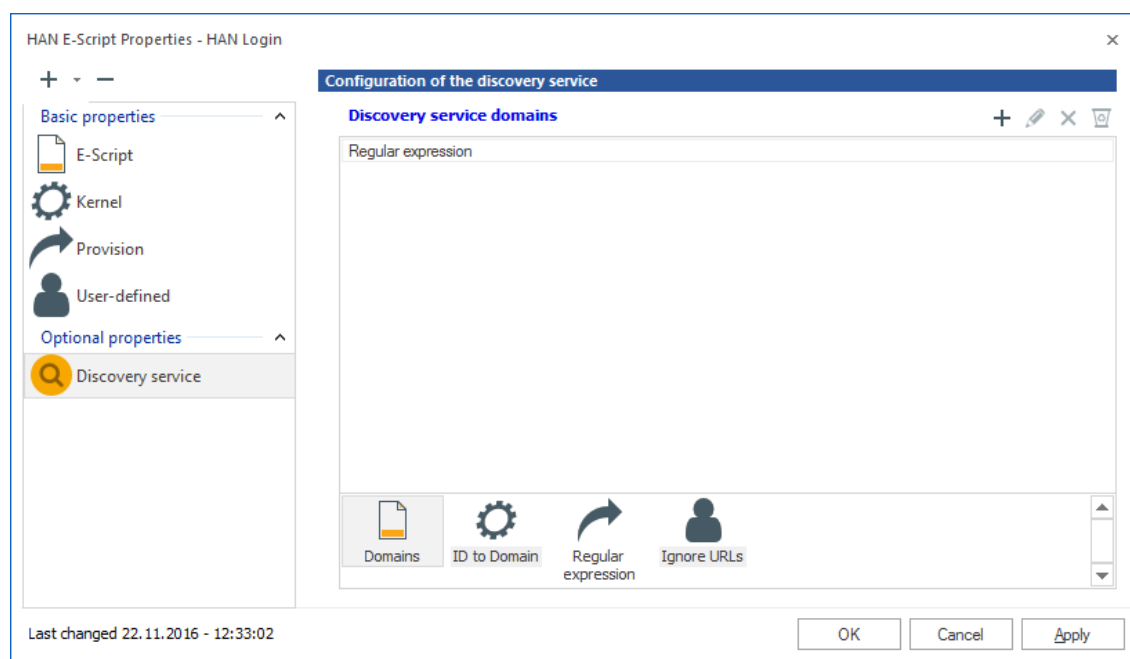 HAN E-Script Properties - HAN Login
Configuration of the discovery service
Basic properties
E-Script
Kernel
Provision
User-defined
Optional properties
Discovery service
Discovery service domains
Regular expression
Domains
ID to Domain
Regular
expression
Ignore URLs
Last changed 22.11.2016 - 12:33:02
OK
Cancel
Apply